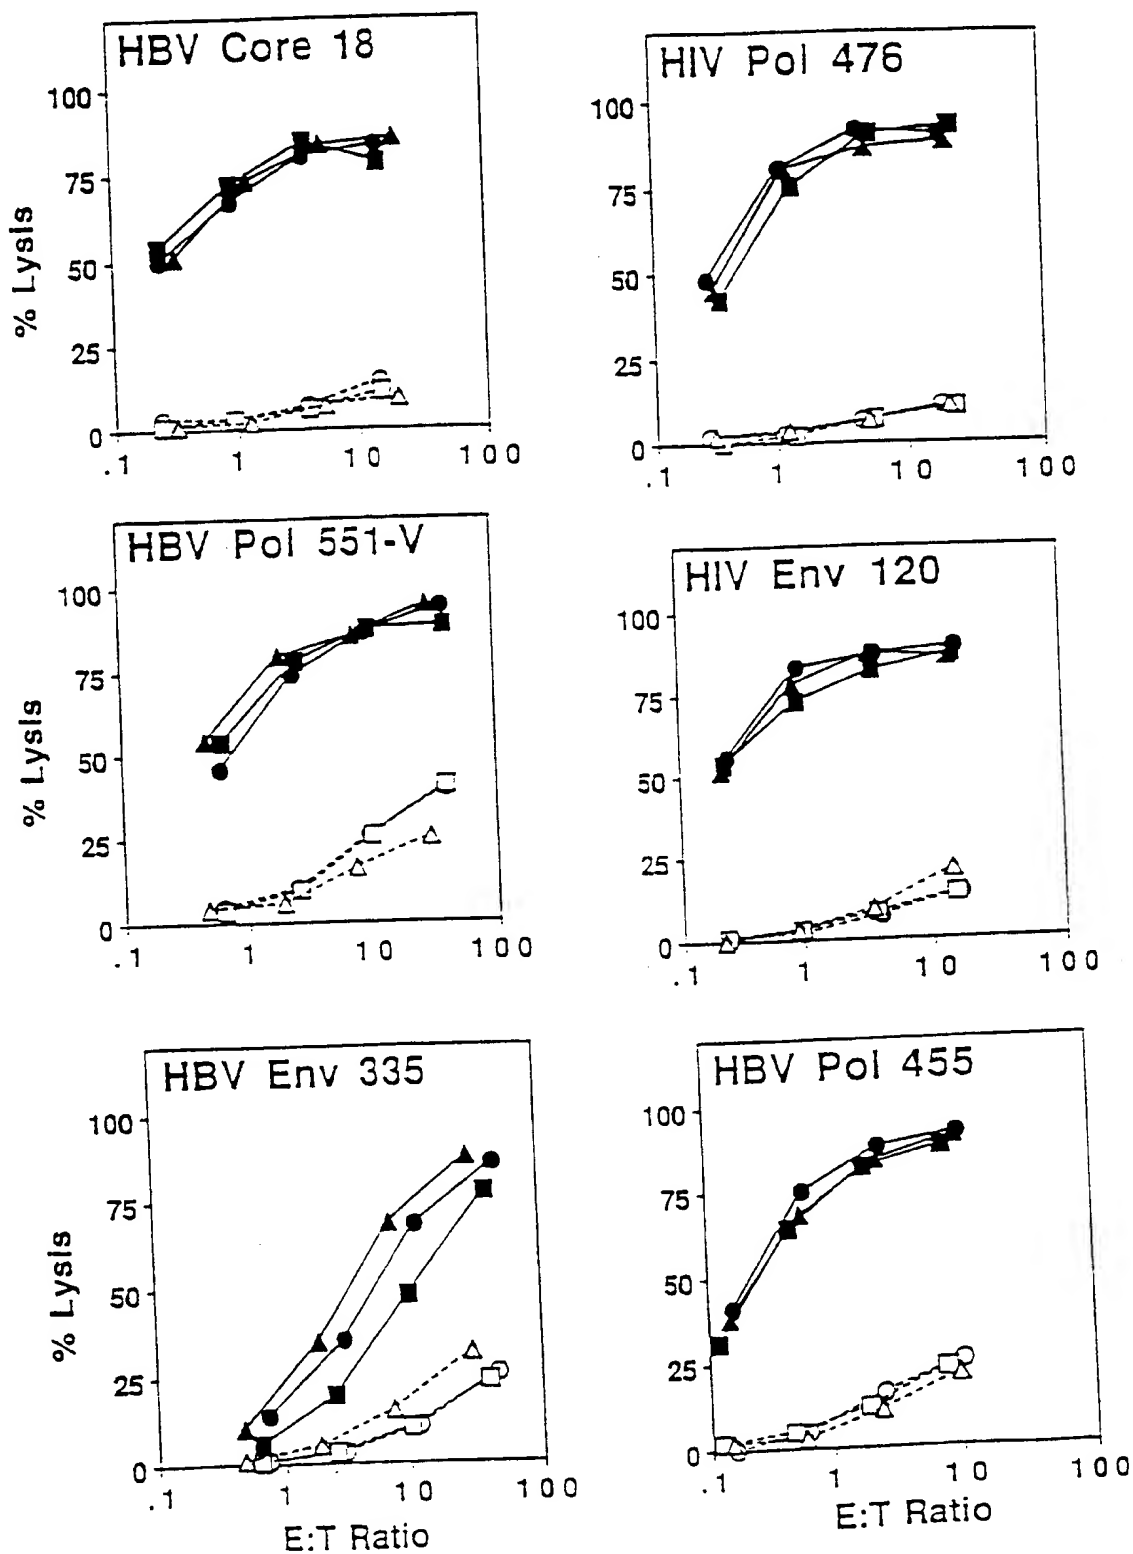 HBV Core 18
% Lysis
100
75
50
25
0
.1 1 10 100
HIV Pol 476
100
75
50
25
0
.1 1 10 100
HBV Pol 551-V
% Lysis
100
75
50
25
0
.1 1 10 100
HIV Env 120
100
75
50
25
0
.1 1 10 100
HBV Env 335
% Lysis
100
75
50
25
0
.1 1 10 100
E:T Ratio
HBV Pol 455
100
75
50
25
0
.1 1 10 100
E:T Ratio